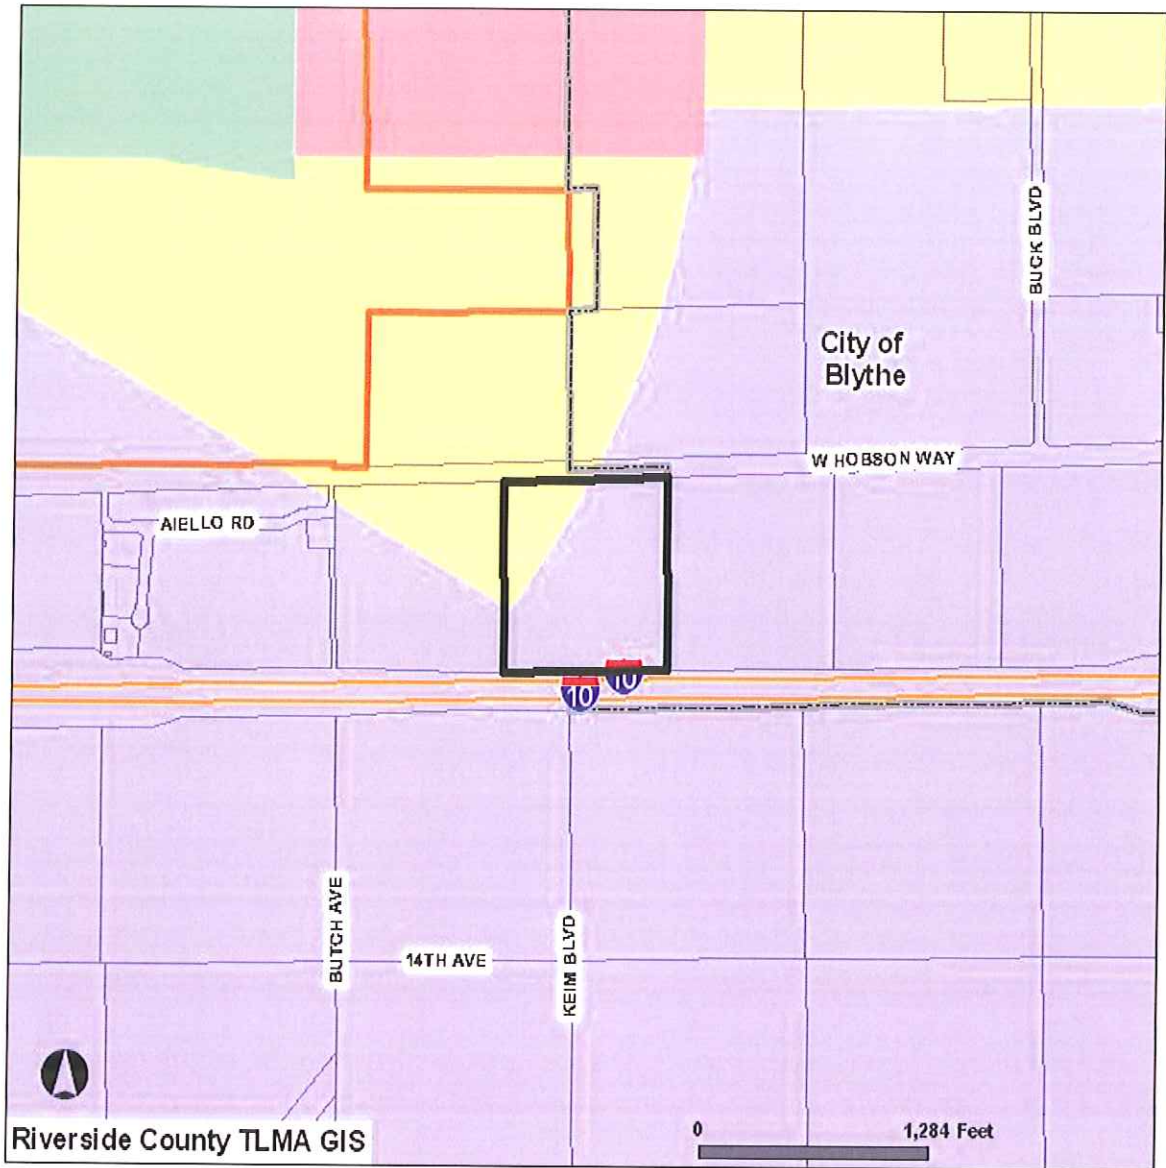 BUCK BLVD
City of
Blythe
W HOBSON WAY
AIELLO RD
10
10
BUTCH AVE
14TH AVE
KEIM BLVD
Riverside County TLMA GIS
0 1,284 Feet